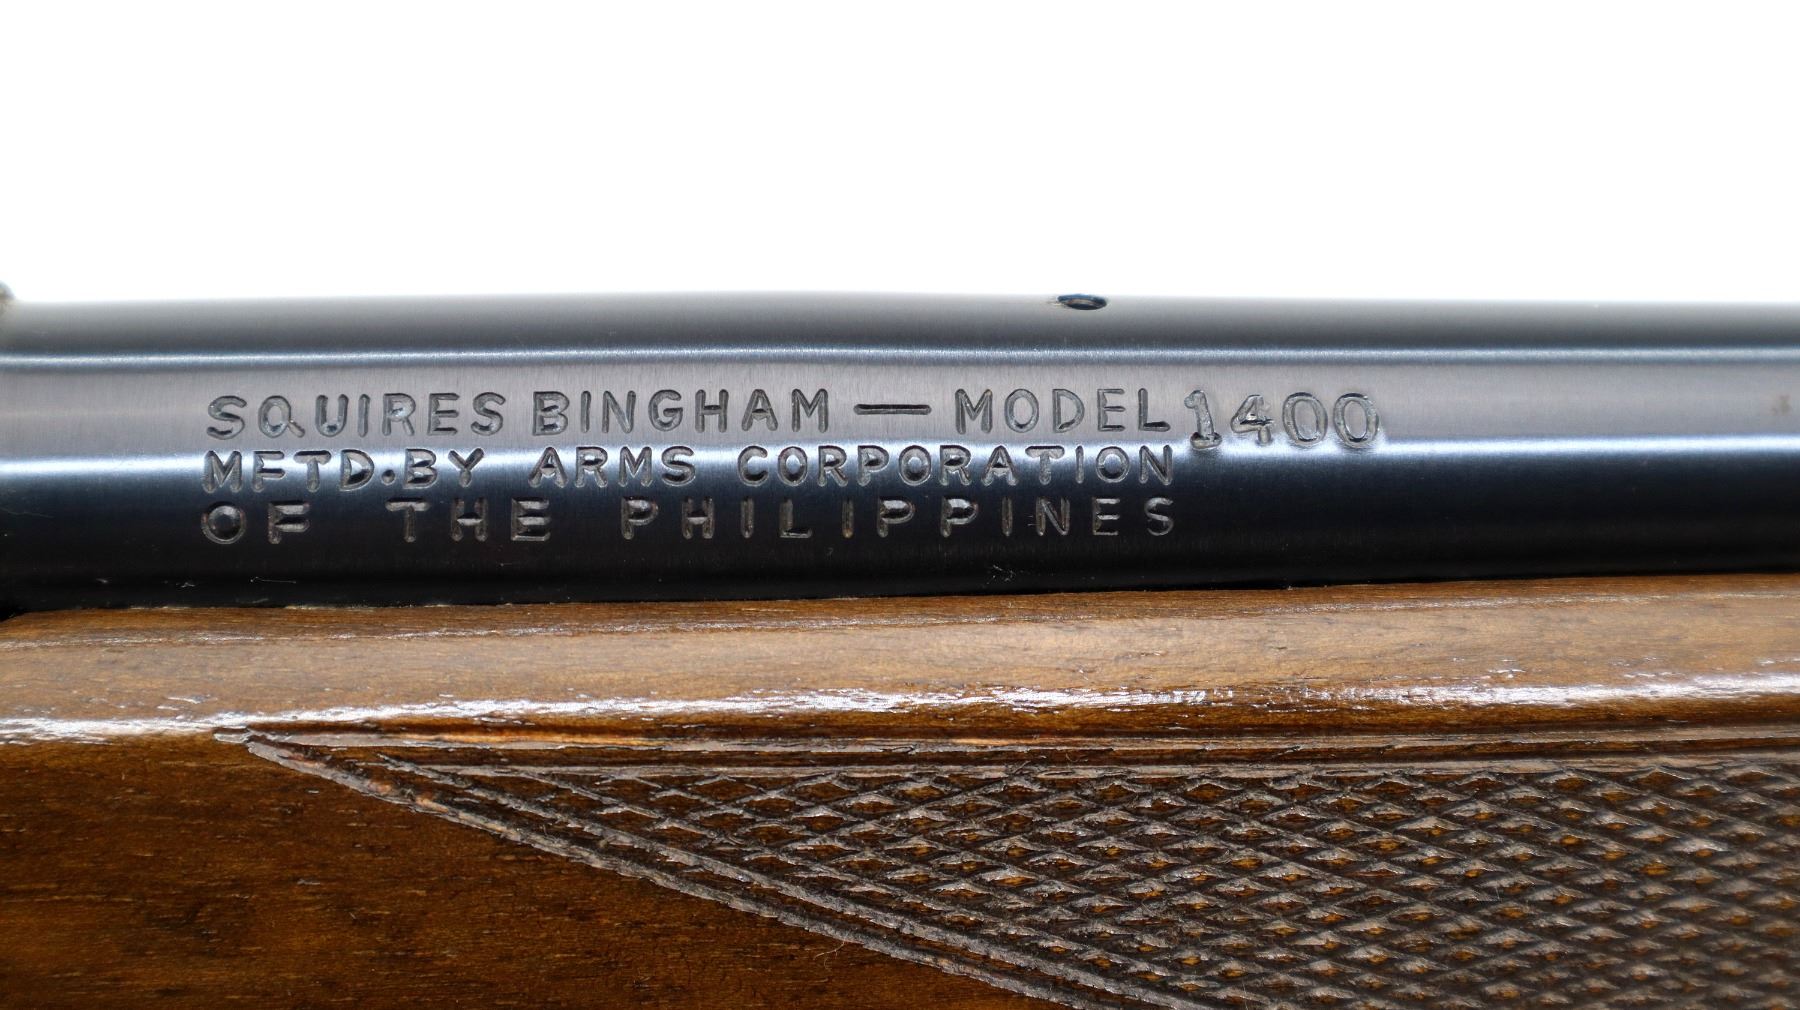 SQUIRES BINGHAM — MODEL 1400
MFTD.BY ARMS CORPORATION
OF THE PHILIPPINES